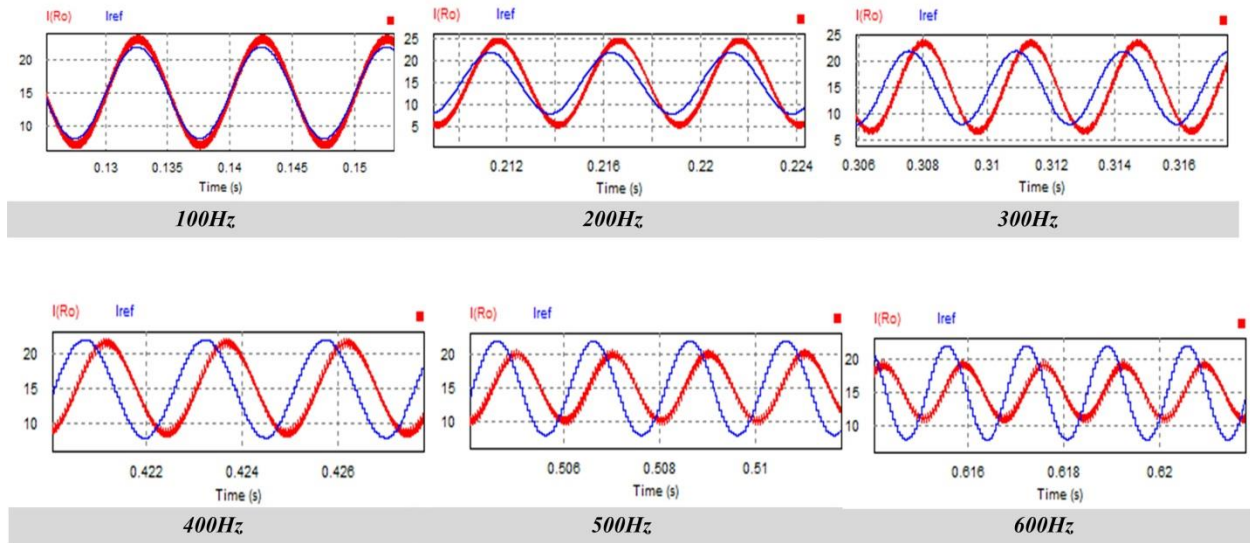 I(Ro) Iref
20
10
0.13 0.135 0.14 0.145 0.15
Time (s)
100Hz
I(Ro) Iref
25
20
15
10
5
0.212 0.216 0.22 0.224
Time (s)
200Hz
I(Ro) Iref
25
20
15
10
5
0.306 0.308 0.31 0.312 0.314 0.316
Time (s)
300Hz
I(Ro) Iref
20
15
10
0.422 0.424 0.426
Time (s)
400Hz
I(Ro) Iref
20
15
10
0.506 0.508 0.51
Time (s)
500Hz
I(Ro) Iref
20
15
10
0.616 0.618 0.62
Time (s)
600Hz